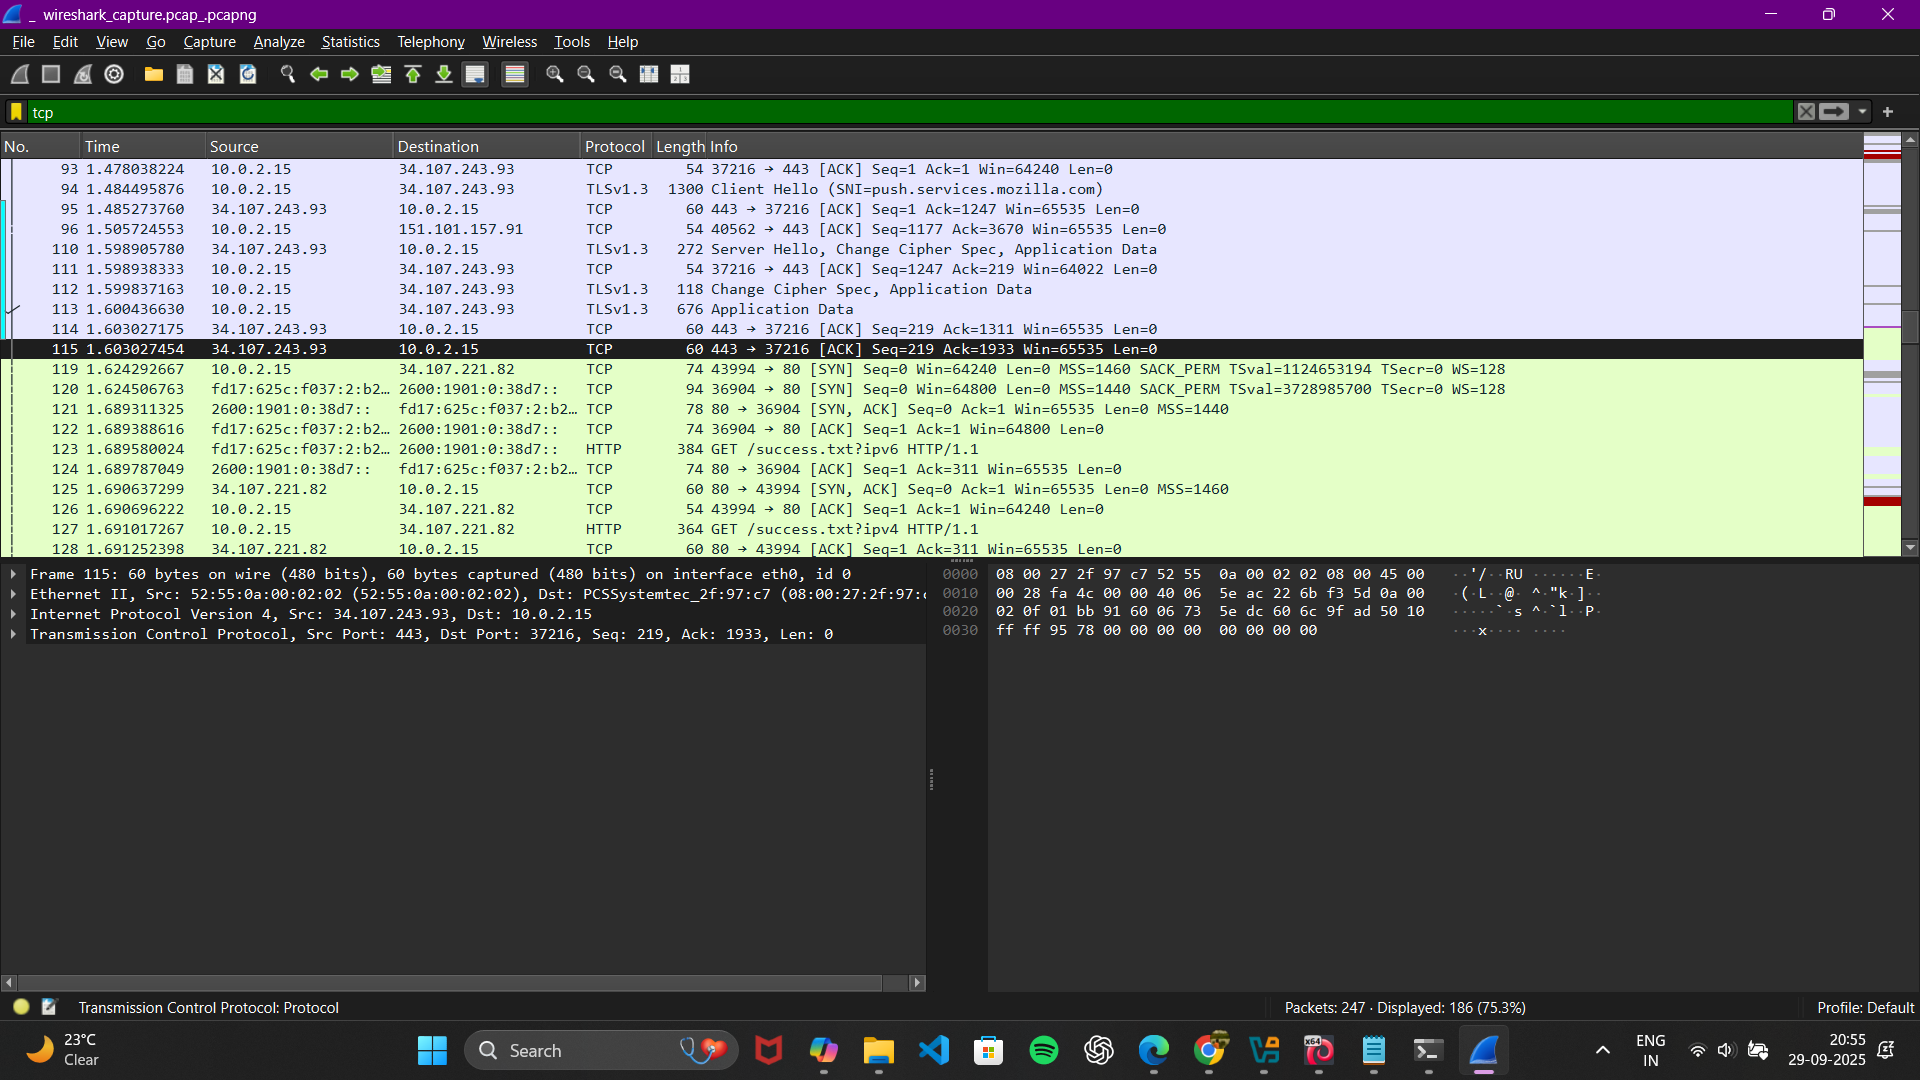 _ wireshark_capture.pcap_.pcapng
File Edit View Go Capture Analyze Statistics Telephony Wireless Tools Help
tcp
No. Time Source Destination Protocol Length Info
93 1.478038224 10.0.2.15 34.107.243.93 TCP 54 37216 → 443 [ACK] Seq=1 Ack=1 Win=64240 Len=0
94 1.484495876 10.0.2.15 34.107.243.93 TLSv1.3 1300 Client Hello (SNI=push.services.mozilla.com)
95 1.485273760 34.107.243.93 10.0.2.15 TCP 60 443 → 37216 [ACK] Seq=1 Ack=1247 Win=65535 Len=0
96 1.505724553 10.0.2.15 151.101.157.91 TCP 54 40562 → 443 [ACK] Seq=1177 Ack=3670 Win=65535 Len=0
110 1.598905780 34.107.243.93 10.0.2.15 TLSv1.3 272 Server Hello, Change Cipher Spec, Application Data
111 1.598938333 10.0.2.15 34.107.243.93 TCP 54 37216 → 443 [ACK] Seq=1247 Ack=219 Win=64022 Len=0
112 1.599837163 10.0.2.15 34.107.243.93 TLSv1.3 118 Change Cipher Spec, Application Data
113 1.600436630 10.0.2.15 34.107.243.93 TLSv1.3 676 Application Data
114 1.603027175 34.107.243.93 10.0.2.15 TCP 60 443 → 37216 [ACK] Seq=219 Ack=1311 Win=65535 Len=0
115 1.603027454 34.107.243.93 10.0.2.15 TCP 60 443 → 37216 [ACK] Seq=219 Ack=1933 Win=65535 Len=0
119 1.624292667 10.0.2.15 34.107.221.82 TCP 74 43994 → 80 [SYN] Seq=0 Win=64240 Len=0 MSS=1460 SACK_PERM TSval=1124653194 TSecr=0 WS=128
120 1.624506763 fd17:625c:f037:2:b2… 2600:1901:0:38d7:: TCP 94 36904 → 80 [SYN] Seq=0 Win=64800 Len=0 MSS=1440 SACK_PERM TSval=3728985700 TSecr=0 WS=128
121 1.689311325 2600:1901:0:38d7:: fd17:625c:f037:2:b2… TCP 78 80 → 36904 [SYN, ACK] Seq=0 Ack=1 Win=65535 Len=0 MSS=1440
122 1.689388616 fd17:625c:f037:2:b2… 2600:1901:0:38d7:: TCP 74 36904 → 80 [ACK] Seq=1 Ack=1 Win=64800 Len=0
123 1.689580024 fd17:625c:f037:2:b2… 2600:1901:0:38d7:: HTTP 384 GET /success.txt?ipv6 HTTP/1.1
124 1.689787049 2600:1901:0:38d7:: fd17:625c:f037:2:b2… TCP 74 80 → 36904 [ACK] Seq=1 Ack=311 Win=65535 Len=0
125 1.690637299 34.107.221.82 10.0.2.15 TCP 60 80 → 43994 [SYN, ACK] Seq=0 Ack=1 Win=65535 Len=0 MSS=1460
126 1.690696222 10.0.2.15 34.107.221.82 TCP 54 43994 → 80 [ACK] Seq=1 Ack=1 Win=64240 Len=0
127 1.691017267 10.0.2.15 34.107.221.82 HTTP 364 GET /success.txt?ipv4 HTTP/1.1
128 1.691252398 34.107.221.82 10.0.2.15 TCP 60 80 → 43994 [ACK] Seq=1 Ack=311 Win=65535 Len=0
Frame 115: 60 bytes on wire (480 bits), 60 bytes captured (480 bits) on interface eth0, id 0
Ethernet II, Src: 52:55:0a:00:02:02 (52:55:0a:00:02:02), Dst: PCSSystemtec_2f:97:c7 (08:00:27:2f:97:c
Internet Protocol Version 4, Src: 34.107.243.93, Dst: 10.0.2.15
Transmission Control Protocol, Src Port: 443, Dst Port: 37216, Seq: 219, Ack: 1933, Len: 0
0000 08 00 27 2f 97 c7 52 55 0a 00 02 02 08 00 45 00 ··'/··RU ······E·
0010 00 28 fa 4c 00 00 40 06 5e ac 22 6b f3 5d 0a 00 ·(·L··@· ^·"k·]··
0020 02 0f 01 bb 91 60 06 73 5e dc 60 6c 9f ad 50 10 ·····`·s ^·`l··P·
0030 ff ff 95 78 00 00 00 00 00 00 00 00 ···x···· ····
Transmission Control Protocol: Protocol
Packets: 247 · Displayed: 186 (75.3%)
Profile: Default
23°C
Clear
Search
x64
ENG
IN
20:55
29-09-2025